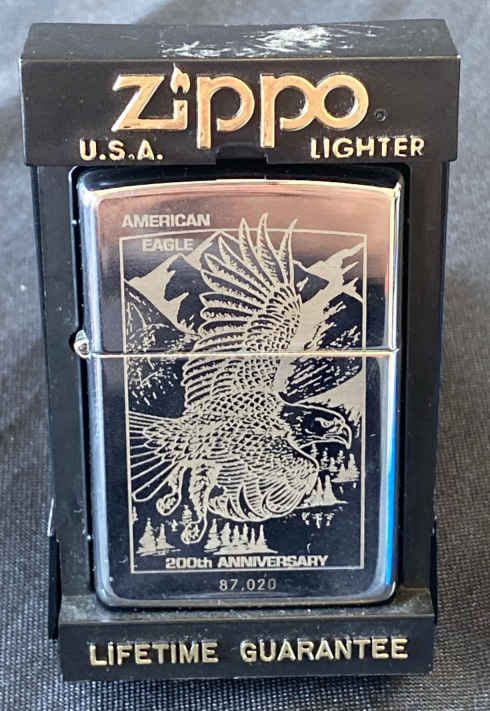 Zippo®
U.S.A. LIGHTER
AMERICAN
EAGLE
200th ANNIVERSARY
87,020
LIFETIME GUARANTEE